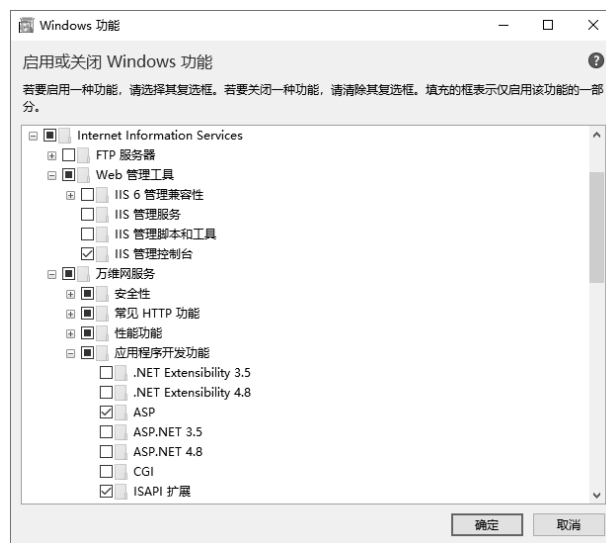 Windows 功能
启用或关闭 Windows 功能
若要启用一种功能，请选择其复选框。若要关闭一种功能，请清除其复选框。填充的框表示仅启用该功能的一部
分。
Internet Information Services
FTP 服务器
Web 管理工具
IIS 6 管理兼容性
IIS 管理服务
IIS 管理脚本和工具
IIS 管理控制台
万维网服务
安全性
常见 HTTP 功能
性能功能
应用程序开发功能
.NET Extensibility 3.5
.NET Extensibility 4.8
ASP
ASP.NET 3.5
ASP.NET 4.8
CGI
ISAPI 扩展
确定 取消